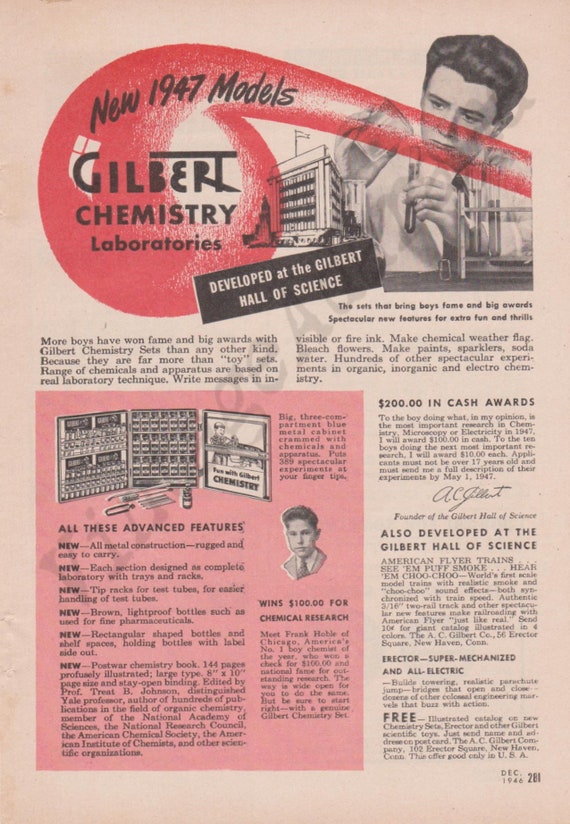 New 1947 Models
GILBERT
CHEMISTRY
Laboratories
DEVELOPED at the GILBERT
HALL OF SCIENCE
The sets that bring boys fame and big awards
Spectacular new features for extra fun and thrills
More boys have won fame and big awards with
Gilbert Chemistry Sets than any other kind.
Because they are far more than "toy" sets.
Range of chemicals and apparatus are based on
real laboratory technique. Write messages in in-
visible or fire ink. Make chemical weather flag.
Bleach flowers. Make paints, sparklers, soda
water. Hundreds of other spectacular experi-
ments in organic, inorganic and electro chem-
istry.
Big, three-com-
partment blue
metal cabinet
crammed with
chemicals and
apparatus. Puts
389 spectacular
experiments at
your finger tips.
Fun with Gilbert
CHEMISTRY
ALL THESE ADVANCED FEATURES
NEW—All metal construction—rugged and
easy to carry.
NEW—Each section designed as complete
laboratory with trays and racks.
NEW—Tip racks for test tubes, for easier
handling of test tubes.
NEW—Brown, lightproof bottles such as
used for fine pharmaceuticals.
NEW—Rectangular shaped bottles and
shelf spaces, holding bottles with label
side out.
NEW—Postwar chemistry book. 144 pages
profusely illustrated; large type. 8" x 10"
page size and stay-open binding. Edited by
Prof. Treat B. Johnson, distinguished
Yale professor, author of hundreds of pub-
lications in the field of organic chemistry,
member of the National Academy of
Sciences, the National Research Council,
the American Chemical Society, the Amer-
ican Institute of Chemists, and other scien-
tific organizations.
WINS $100.00 FOR
CHEMICAL RESEARCH
Meet Frank Hoble of
Chicago, America's
No. 1 boy chemist of
the year, who won a
check for $100.00 and
national fame for out-
standing research. The
way is wide open for
you to do the same.
But be sure to start
right—with a genuine
Gilbert Chemistry Set.
$200.00 IN CASH AWARDS
To the boy doing what, in my opinion, is
the most important research in Chem-
istry, Microscopy or Electricity in 1947,
I will award $100.00 in cash. To the ten
boys doing the next most important re-
search, I will award $10.00 each. Appli-
cants must not be over 17 years old and
must send me a full description of their
experiments by May 1, 1947.
A.C. Gilbert
Founder of the Gilbert Hall of Science
ALSO DEVELOPED AT THE
GILBERT HALL OF SCIENCE
AMERICAN FLYER TRAINS . . .
SEE 'EM PUFF SMOKE . . . HEAR
'EM CHOO-CHOO—World's first scale
model trains with realistic smoke and
"choo-choo" sound effects—both syn-
chronized with train speed. Authentic
3/16" two-rail track and other spectacu-
lar new features make railroading with
American Flyer "just like real." Send
10¢ for giant catalog illustrated in 4
colors. The A. C. Gilbert Co., 56 Erector
Square, New Haven, Conn.
ERECTOR—SUPER-MECHANIZED
AND ALL-ELECTRIC
—Builds towering, realistic parachute
jump—bridges that open and close—
dozens of other colossal engineering mar-
vels that buzz with action.
FREE—Illustrated catalog on new
Chemistry Sets, Erector and other Gilbert
scientific toys. Just send name and ad-
dress on post card. The A. C. Gilbert Com-
pany, 102 Erector Square, New Haven,
Conn. This offer good only in U. S. A.
DEC.
1946 281